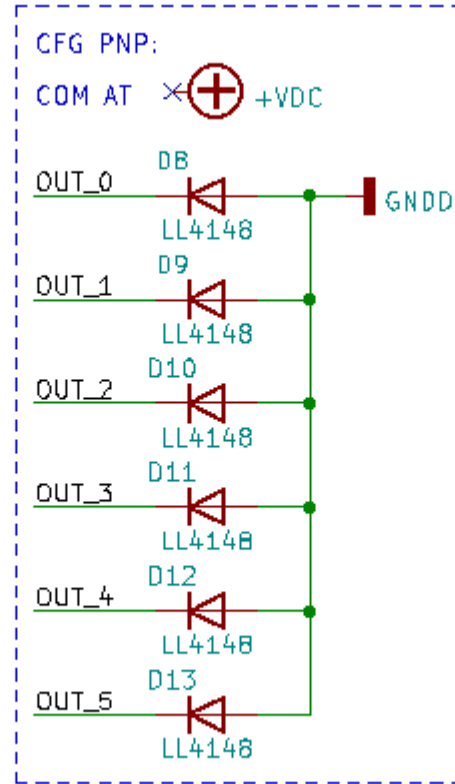 CFG PNP:
COM AT +VDC
D8
OUT_0
GNDD
LL4148
D9
OUT_1
LL4148
D10
OUT_2
LL4148
D11
OUT_3
LL4148
D12
OUT_4
LL4148
D13
OUT_5
LL4148